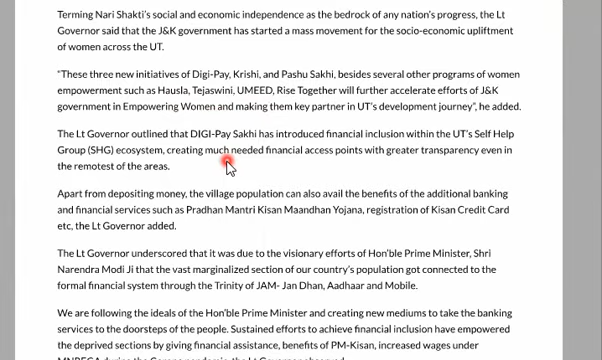 Terming Nari Shakti's social and economic independence as the bedrock of any nation's progress, the Lt
Governor said that the J&K government has started a mass movement for the socio-economic upliftment
of women across the UT.
"These three new initiatives of Digi-Pay, Krishi, and Pashu Sakhi, besides several other programs of women
empowerment such as Hausla, Tejaswini, UMEED, Rise Together will further accelerate efforts of J&K
government in Empowering Women and making them key partner in UT's development journey", he added.
The Lt Governor outlined that DIGI-Pay Sakhi has introduced financial inclusion within the UT's Self Help
Group (SHG) ecosystem, creating much needed financial access points with greater transparency even in
the remotest of the areas.
Apart from depositing money, the village population can also avail the benefits of the additional banking
and financial services such as Pradhan Mantri Kisan Maandhan Yojana, registration of Kisan Credit Card
etc, the Lt Governor added.
The Lt Governor underscored that it was due to the visionary efforts of Hon'ble Prime Minister, Shri
Narendra Modi Ji that the vast marginalized section of our country's population got connected to the
formal financial system through the Trinity of JAM- Jan Dhan, Aadhaar and Mobile.
We are following the ideals of the Hon'ble Prime Minister and creating new mediums to take the banking
services to the doorsteps of the people. Sustained efforts to achieve financial inclusion have empowered
the deprived sections by giving financial assistance, benefits of PM-Kisan, increased wages under